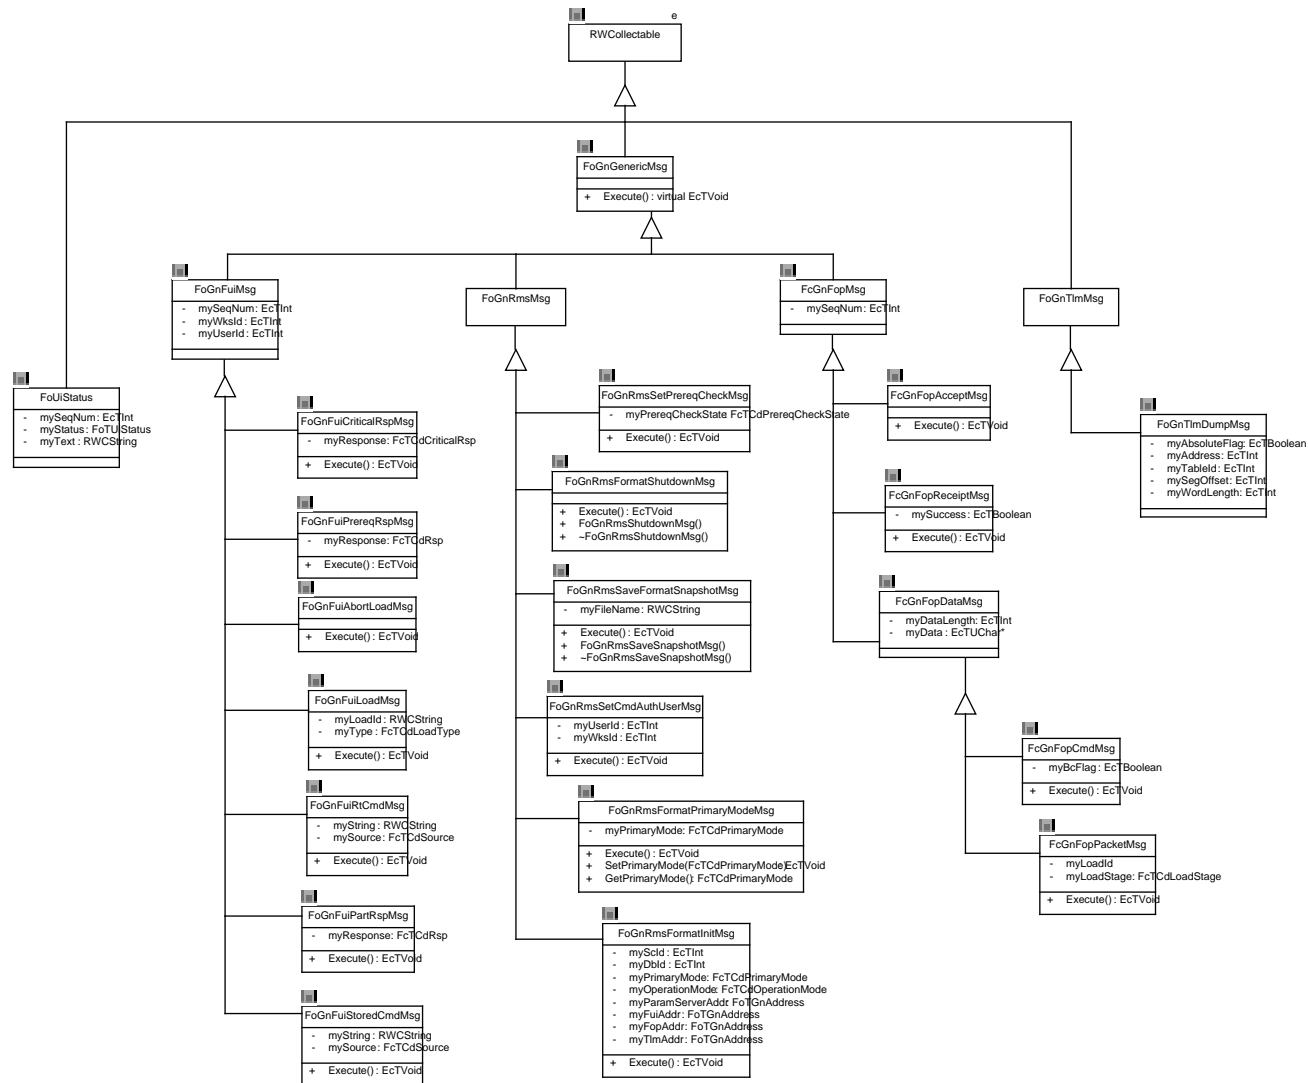 e
RWCollectable
FoGnGenericMsg
+ Execute() : virtual EcTVoid
FoGnFuiMsg
- mySeqNum : EcTInt
- myWksId : EcTInt
- myUserId : EcTInt
FoGnRmsMsg
FcGnFopMsg
- mySeqNum : EcTInt
FoGnTlmMsg
FoUiStatus
- mySeqNum : EcTInt
- myStatus : FoTUiStatus
- myText : RWCString
FoGnFuiCriticalRspMsg
- myResponse : FcTCdCriticalRsp
+ Execute() : EcTVoid
FoGnFuiPrereqRspMsg
- myResponse : FcTCdRsp
+ Execute() : EcTVoid
FoGnFuiAbortLoadMsg
+ Execute() : EcTVoid
FoGnFuiLoadMsg
- myLoadId : RWCString
- myType : FcTCdLoadType
+ Execute() : EcTVoid
FoGnFuiRtCmdMsg
- myString : RWCString
- mySource : FcTCdSource
+ Execute() : EcTVoid
FoGnFuiPartRspMsg
- myResponse : FcTCdRsp
+ Execute() : EcTVoid
FoGnFuiStoredCmdMsg
- myString : RWCString
- mySource : FcTCdSource
+ Execute() : EcTVoid
FoGnRmsSetPrereqCheckMsg
- myPrereqCheckState : FcTCdPrereqCheckState
+ Execute() : EcTVoid
FoGnRmsFormatShutdownMsg
+ Execute() : EcTVoid
+ FoGnRmsShutdownMsg()
+ ~FoGnRmsShutdownMsg()
FoGnRmsSaveFormatSnapshotMsg
- myFileName : RWCString
+ Execute() : EcTVoid
+ FoGnRmsSaveSnapshotMsg()
+ ~FoGnRmsSaveSnapshotMsg()
FoGnRmsSetCmdAuthUserMsg
- myUserId : EcTInt
- myWksId : EcTInt
+ Execute() : EcTVoid
FoGnRmsFormatPrimaryModeMsg
- myPrimaryMode : FcTCdPrimaryMode
+ Execute() : EcTVoid
+ SetPrimaryMode(FcTCdPrimaryMode) : EcTVoid
+ GetPrimaryMode() : FcTCdPrimaryMode
FoGnRmsFormatInitMsg
- myScId : EcTInt
- myDbId : EcTInt
- myPrimaryMode : FcTCdPrimaryMode
- myOperationMode : FcTCdOperationMode
- myParamServerAddr : FoTGnAddress
- myFuiAddr : FoTGnAddress
- myFopAddr : FoTGnAddress
- myTlmAddr : FoTGnAddress
+ Execute() : EcTVoid
FcGnFopAcceptMsg
+ Execute() : EcTVoid
FcGnFopReceiptMsg
- mySuccess : EcTBoolean
+ Execute() : EcTVoid
FcGnFopDataMsg
- myDataLength : EcTInt
- myData : EcTUChar*
FcGnFopCmdMsg
- myBcFlag : EcTBoolean
+ Execute() : EcTVoid
FcGnFopPacketMsg
- myLoadId
- myLoadStage : FcTCdLoadStage
+ Execute() : EcTVoid
FoGnTlmDumpMsg
- myAbsoluteFlag : EcTBoolean
- myAddress : EcTInt
- myTableId : EcTInt
- mySegOffset : EcTInt
- myWordLength : EcTInt